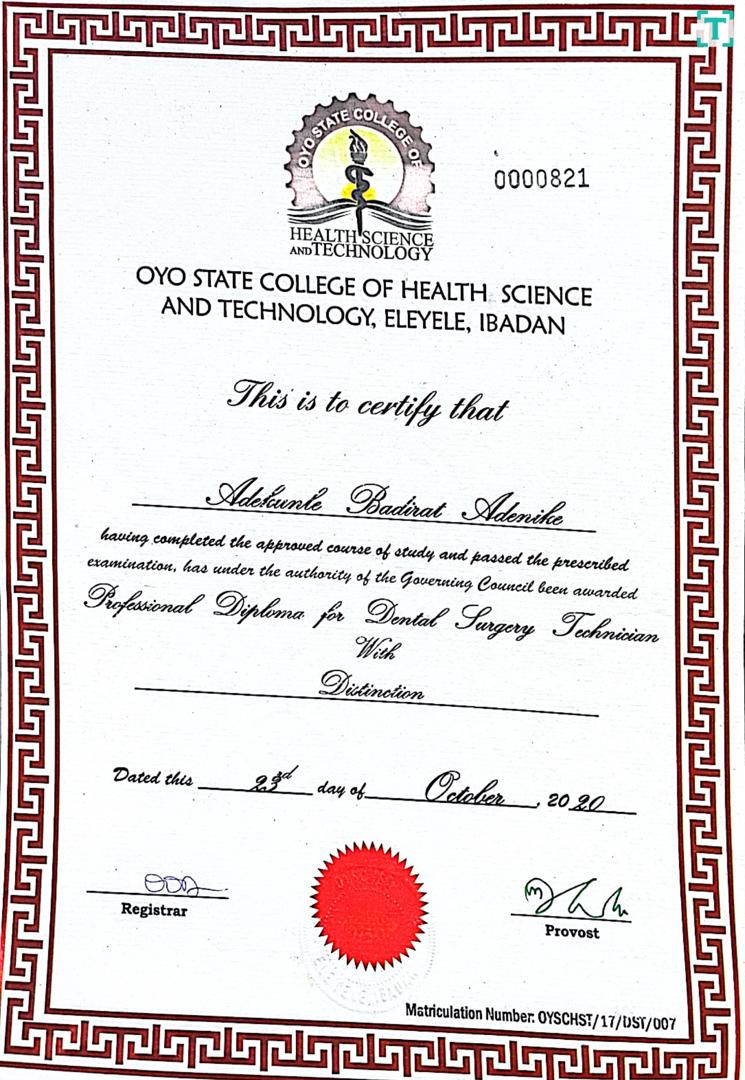 T
OYO STATE COLLEGE OF
HEALTH SCIENCE
AND TECHNOLOGY
0000821
OYO STATE COLLEGE OF HEALTH SCIENCE
AND TECHNOLOGY, ELEYELE, IBADAN
This is to certify that
Adekunle Badirat Adenike
having completed the approved course of study and passed the prescribed
examination, has under the authority of the Governing Council been awarded
Professional Diploma for Dental Surgery Technician
With
Distinction
Dated this 23rd day of October, 2020
Registrar
Provost
Matriculation Number: OYSCHST/17/DST/007